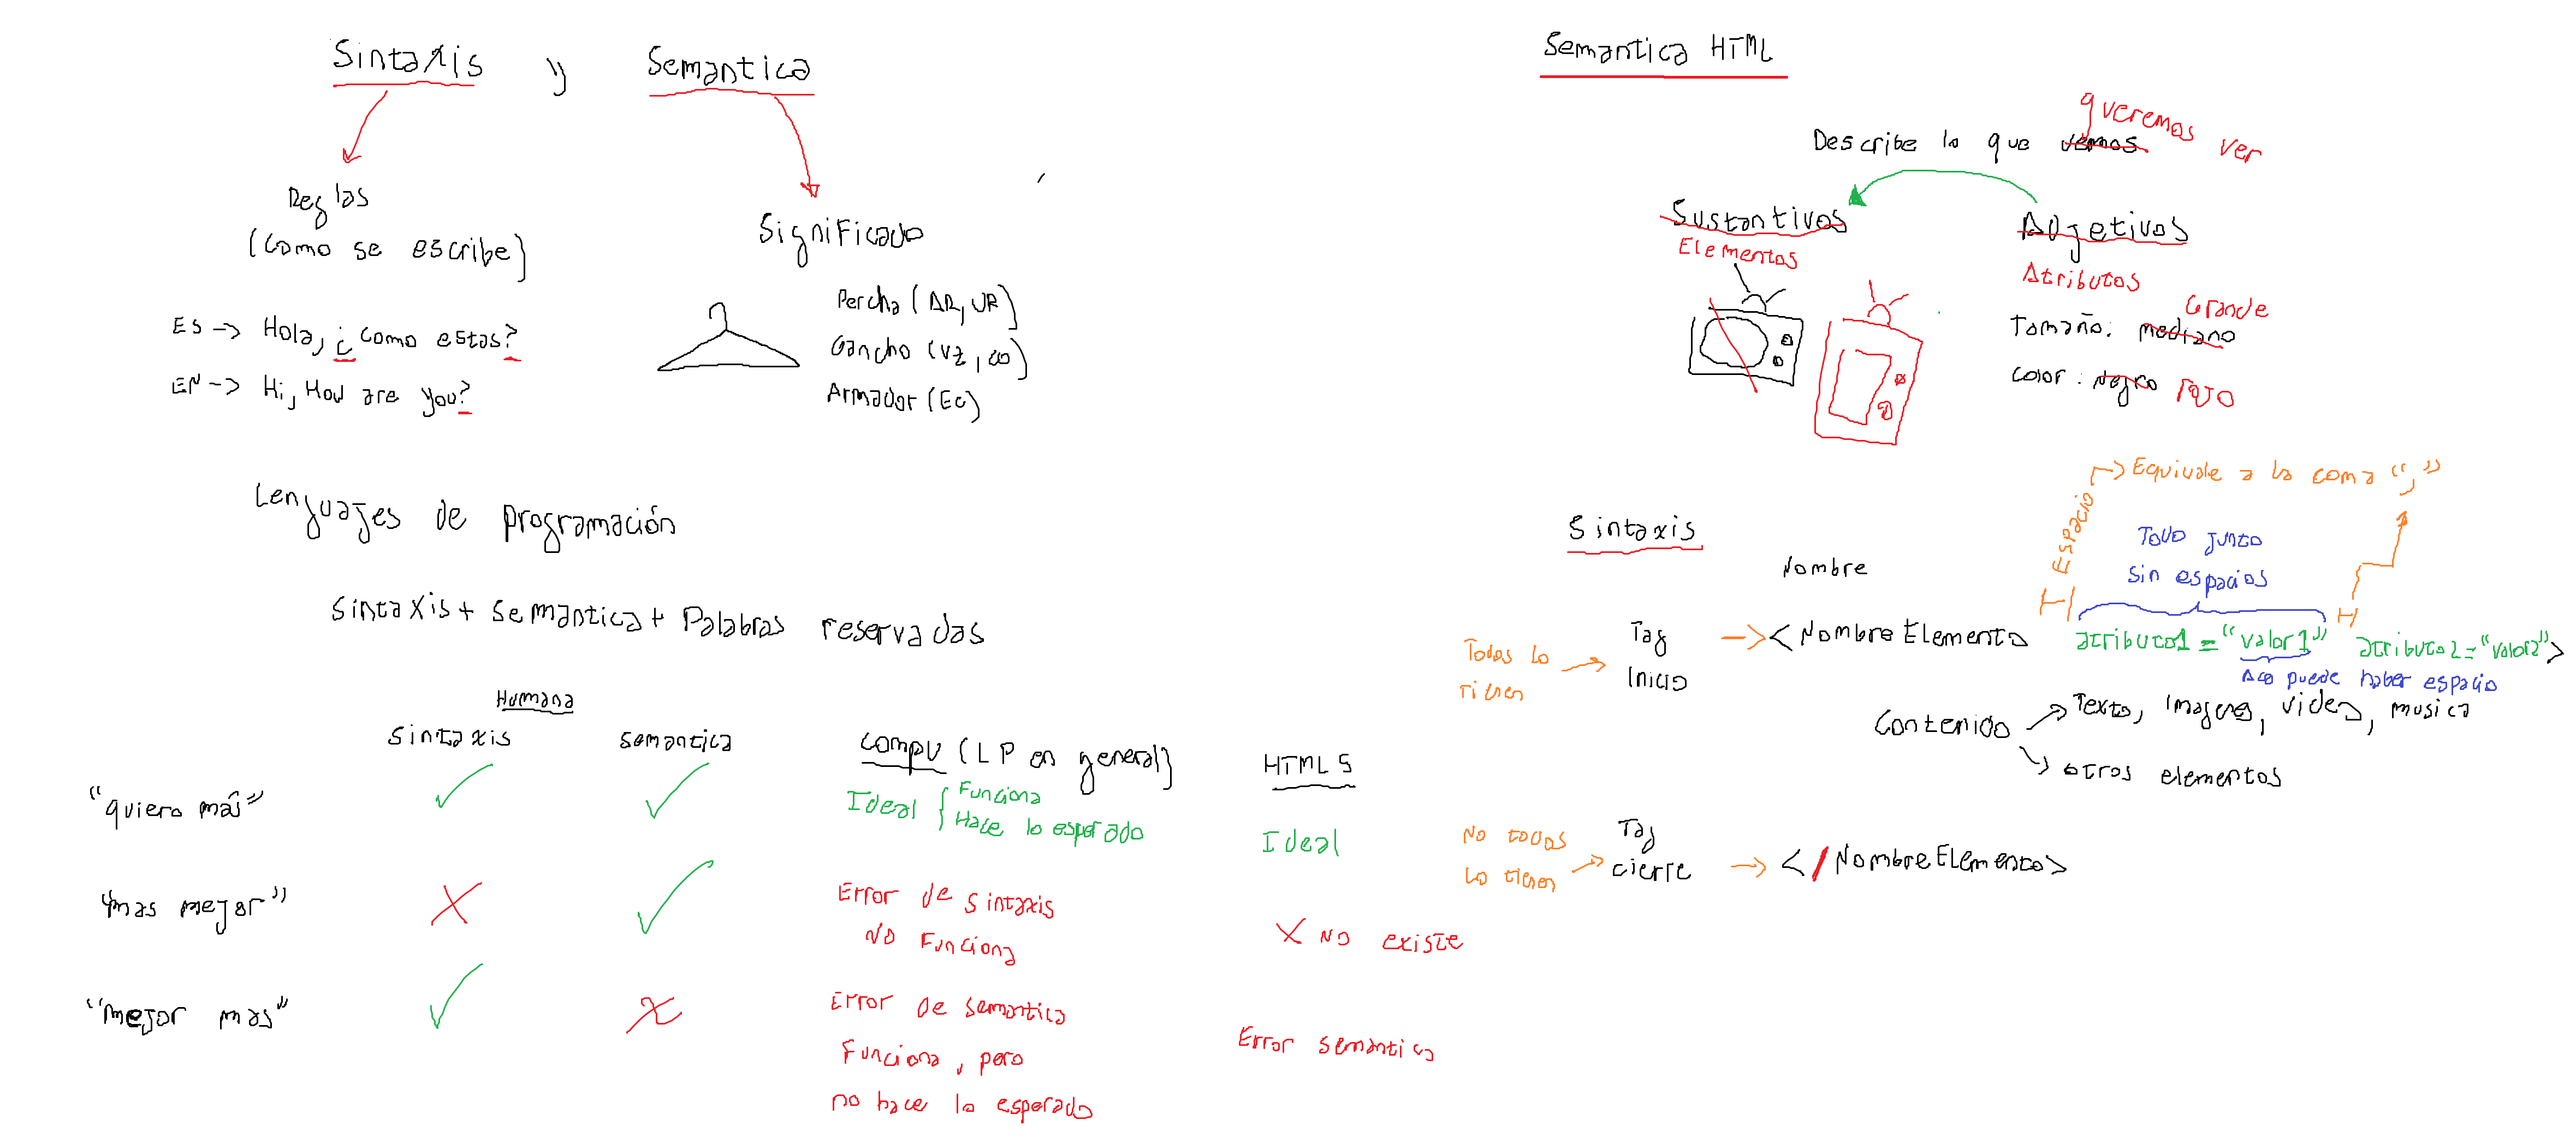 Sintaxis y Semantica
Reglas
(como se escribe)
Significado
ES -> Hola, ¿como estas?
EN -> Hi, How are you?
Percha (AR, UR)
Gancho (VZ, CO)
Armador (EC)
Lenguajes de programación
Sintaxis + semantica + Palabras reservadas
Humana
sintaxis semantica compu (LP en general) HTML 5
"quiero más" Ideal { Funciona
Hace lo esperado
Ideal
"mas mejor" Error de sintaxis
No Funciona
X No existe
"mejor mas" Error de semantica
Funciona, pero
no hace lo esperado
Error semantico
Semantica HTML
Describe lo que vemos queremos ver
Sustantivos Adjetivos
Elementos Atributos
Tamaño: mediano Grande
color: Negro rojo
Sintaxis
Espacio -> Equivale a la coma ","
Todo junto
sin espacios
Nombre
Todos lo
tienen
Tag
Inicio
-> < NombreElemento atributo1 = "valor1" atributo2 = "valor2" >
Aca puede haber espacio
Contenido -> Texto, imagenes, video, musica
-> otros elementos
No todos
lo tienen
Tag
cierre
-> </NombreElemento>